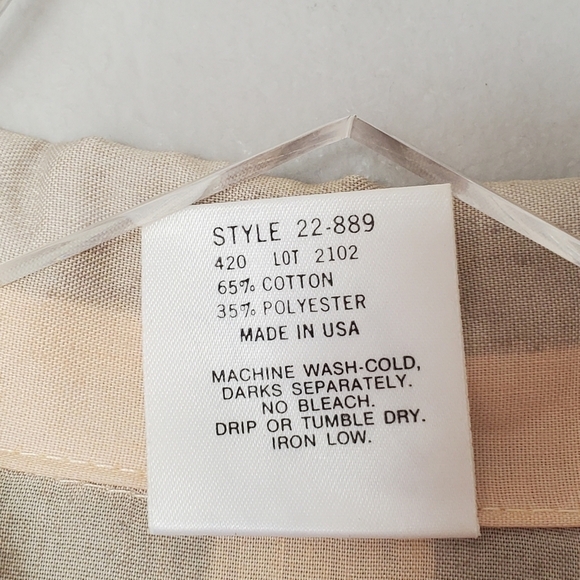 STYLE 22-889
420 LOT 2102
65% COTTON
35% POLYESTER
MADE IN USA
MACHINE WASH-COLD,
DARKS SEPARATELY.
NO BLEACH.
DRIP OR TUMBLE DRY.
IRON LOW.